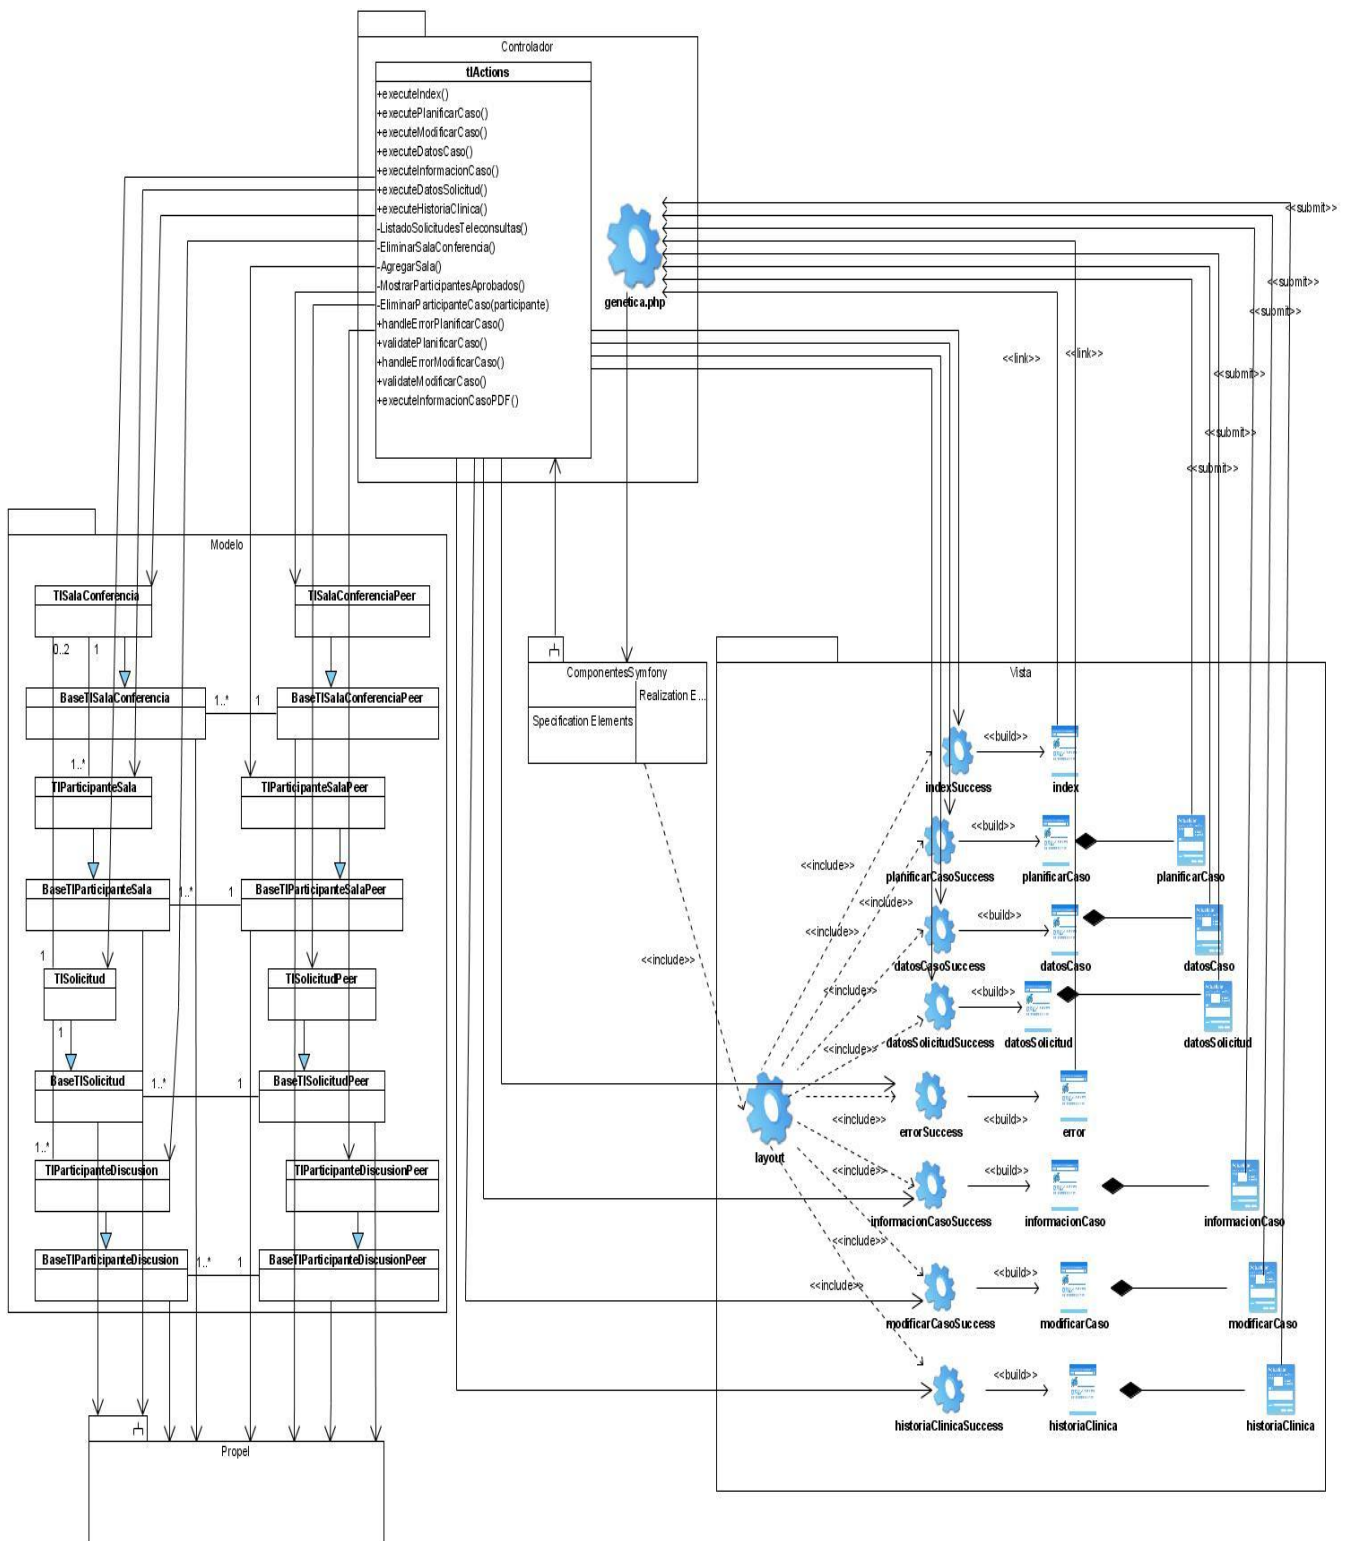 Controlador
tlActions
+executeIndex()
+executePlanificarCaso()
+executeModificarCaso()
+executeDatosCaso()
+executeInformacionCaso()
+executeDatosSolicitud()
+executeHistoriaClinica()
-ListadoSolicitudesTeleconsultas()
-EliminarSalaConferencia()
-AgregarSala()
-MostrarParticipantesAprobados()
-EliminarParticipanteCaso(participante)
+handleErrorPlanificarCaso()
+validatePlanificarCaso()
+handleErrorModificarCaso()
+validateModificarCaso()
+executeInformacionCasoPDF()
genetica.php
<<submit>>
<<submit>>
<<submit>>
<<link>>
<<link>>
<<submit>>
<<submit>>
<<submit>>
Modelo
TlSalaConferencia
TlSalaConferenciaPeer
0..2
1
BaseTlSalaConferencia
1..*
1
BaseTlSalaConferenciaPeer
1..*
TlParticipanteSala
TlParticipanteSalaPeer
BaseTlParticipanteSala
1..*
1
BaseTlParticipanteSalaPeer
1
TlSolicitud
TlSolicitudPeer
1
BaseTlSolicitud
1..*
1
BaseTlSolicitudPeer
1..*
TlParticipanteDiscusion
TlParticipanteDiscusionPeer
BaseTlParticipanteDiscusion
1..*
1
BaseTlParticipanteDiscusionPeer
Propel
ComponentesSymfony
Realization E...
Specification Elements
<<include>>
Vista
<<build>>
indexSuccess
index
<<build>>
<<include>>
planificarCasoSuccess
planificarCaso
planificarCaso
<<include>>
<<build>>
<<include>>
datosCasoSuccess
datosCaso
datosCaso
<<include>>
<<build>>
datosSolicitudSuccess
datosSolicitud
datosSolicitud
<<include>>
<<include>>
<<build>>
errorSuccess
error
layout
<<include>>
<<build>>
informacionCasoSuccess
informacionCaso
informacionCaso
<<include>>
<<build>>
<<include>>
modificarCasoSuccess
modificarCaso
modificarCaso
<<build>>
historiaClinicaSuccess
historiaClinica
historiaClinica